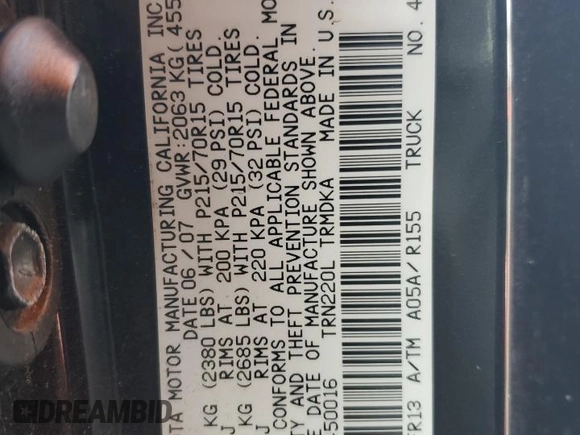 TA MOTOR MANUFACTURING CALIFORNIA INC
DATE 06 / 07 GVWR: 2063 KG( 455
KG (2380 LBS) WITH P215/70R15 TIRES
J RIMS AT 200 KPA (29 PSI) COLD.
KG (2685 LBS) WITH P215/70R15 TIRES
J RIMS AT 220 KPA (32 PSI) COLD.
CONFORMS TO ALL APPLICABLE FEDERAL MO
TY AND THEFT PREVENTION STANDARDS IN
E DATE OF MANUFACTURE SHOWN ABOVE.
50016 TRN220L TRMDKA MADE IN U.S.
FR13 A/TM A05A/ R155 TRUCK NO. 4
DREAMBID